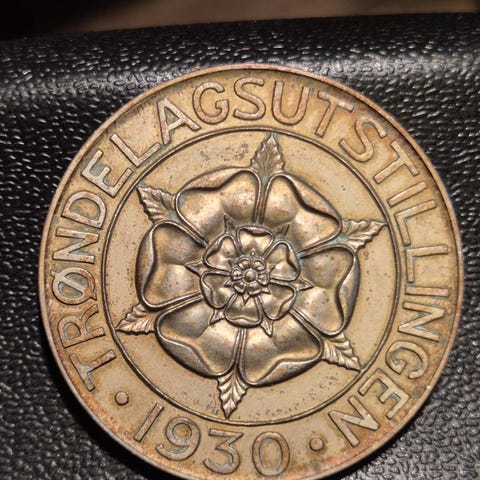 TRØNDELAGSUTSTILLINGEN
· 1930 ·